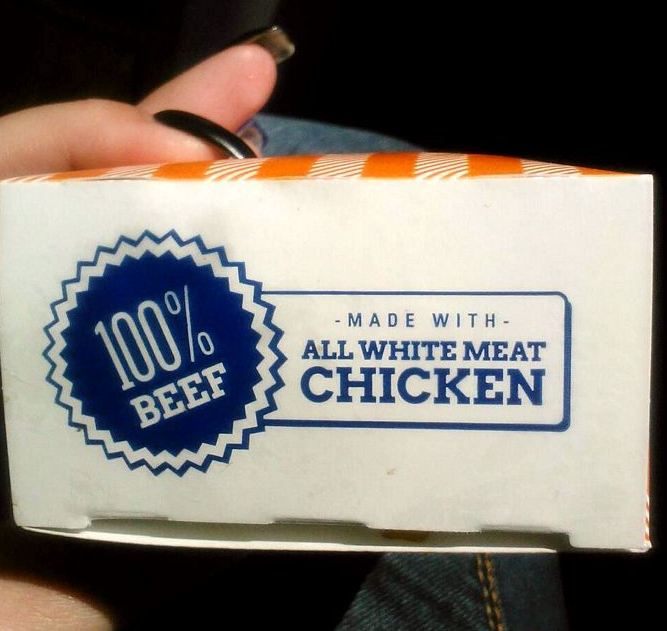 100%
BEEF
-MADE WITH-
ALL WHITE MEAT
CHICKEN